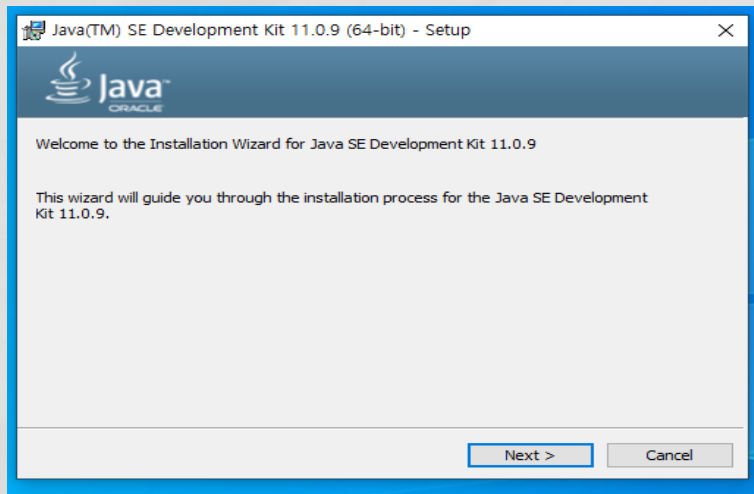 Java(TM) SE Development Kit 11.0.9 (64-bit) - Setup
Java™
ORACLE
Welcome to the Installation Wizard for Java SE Development Kit 11.0.9
This wizard will guide you through the installation process for the Java SE Development
Kit 11.0.9.
Next >
Cancel